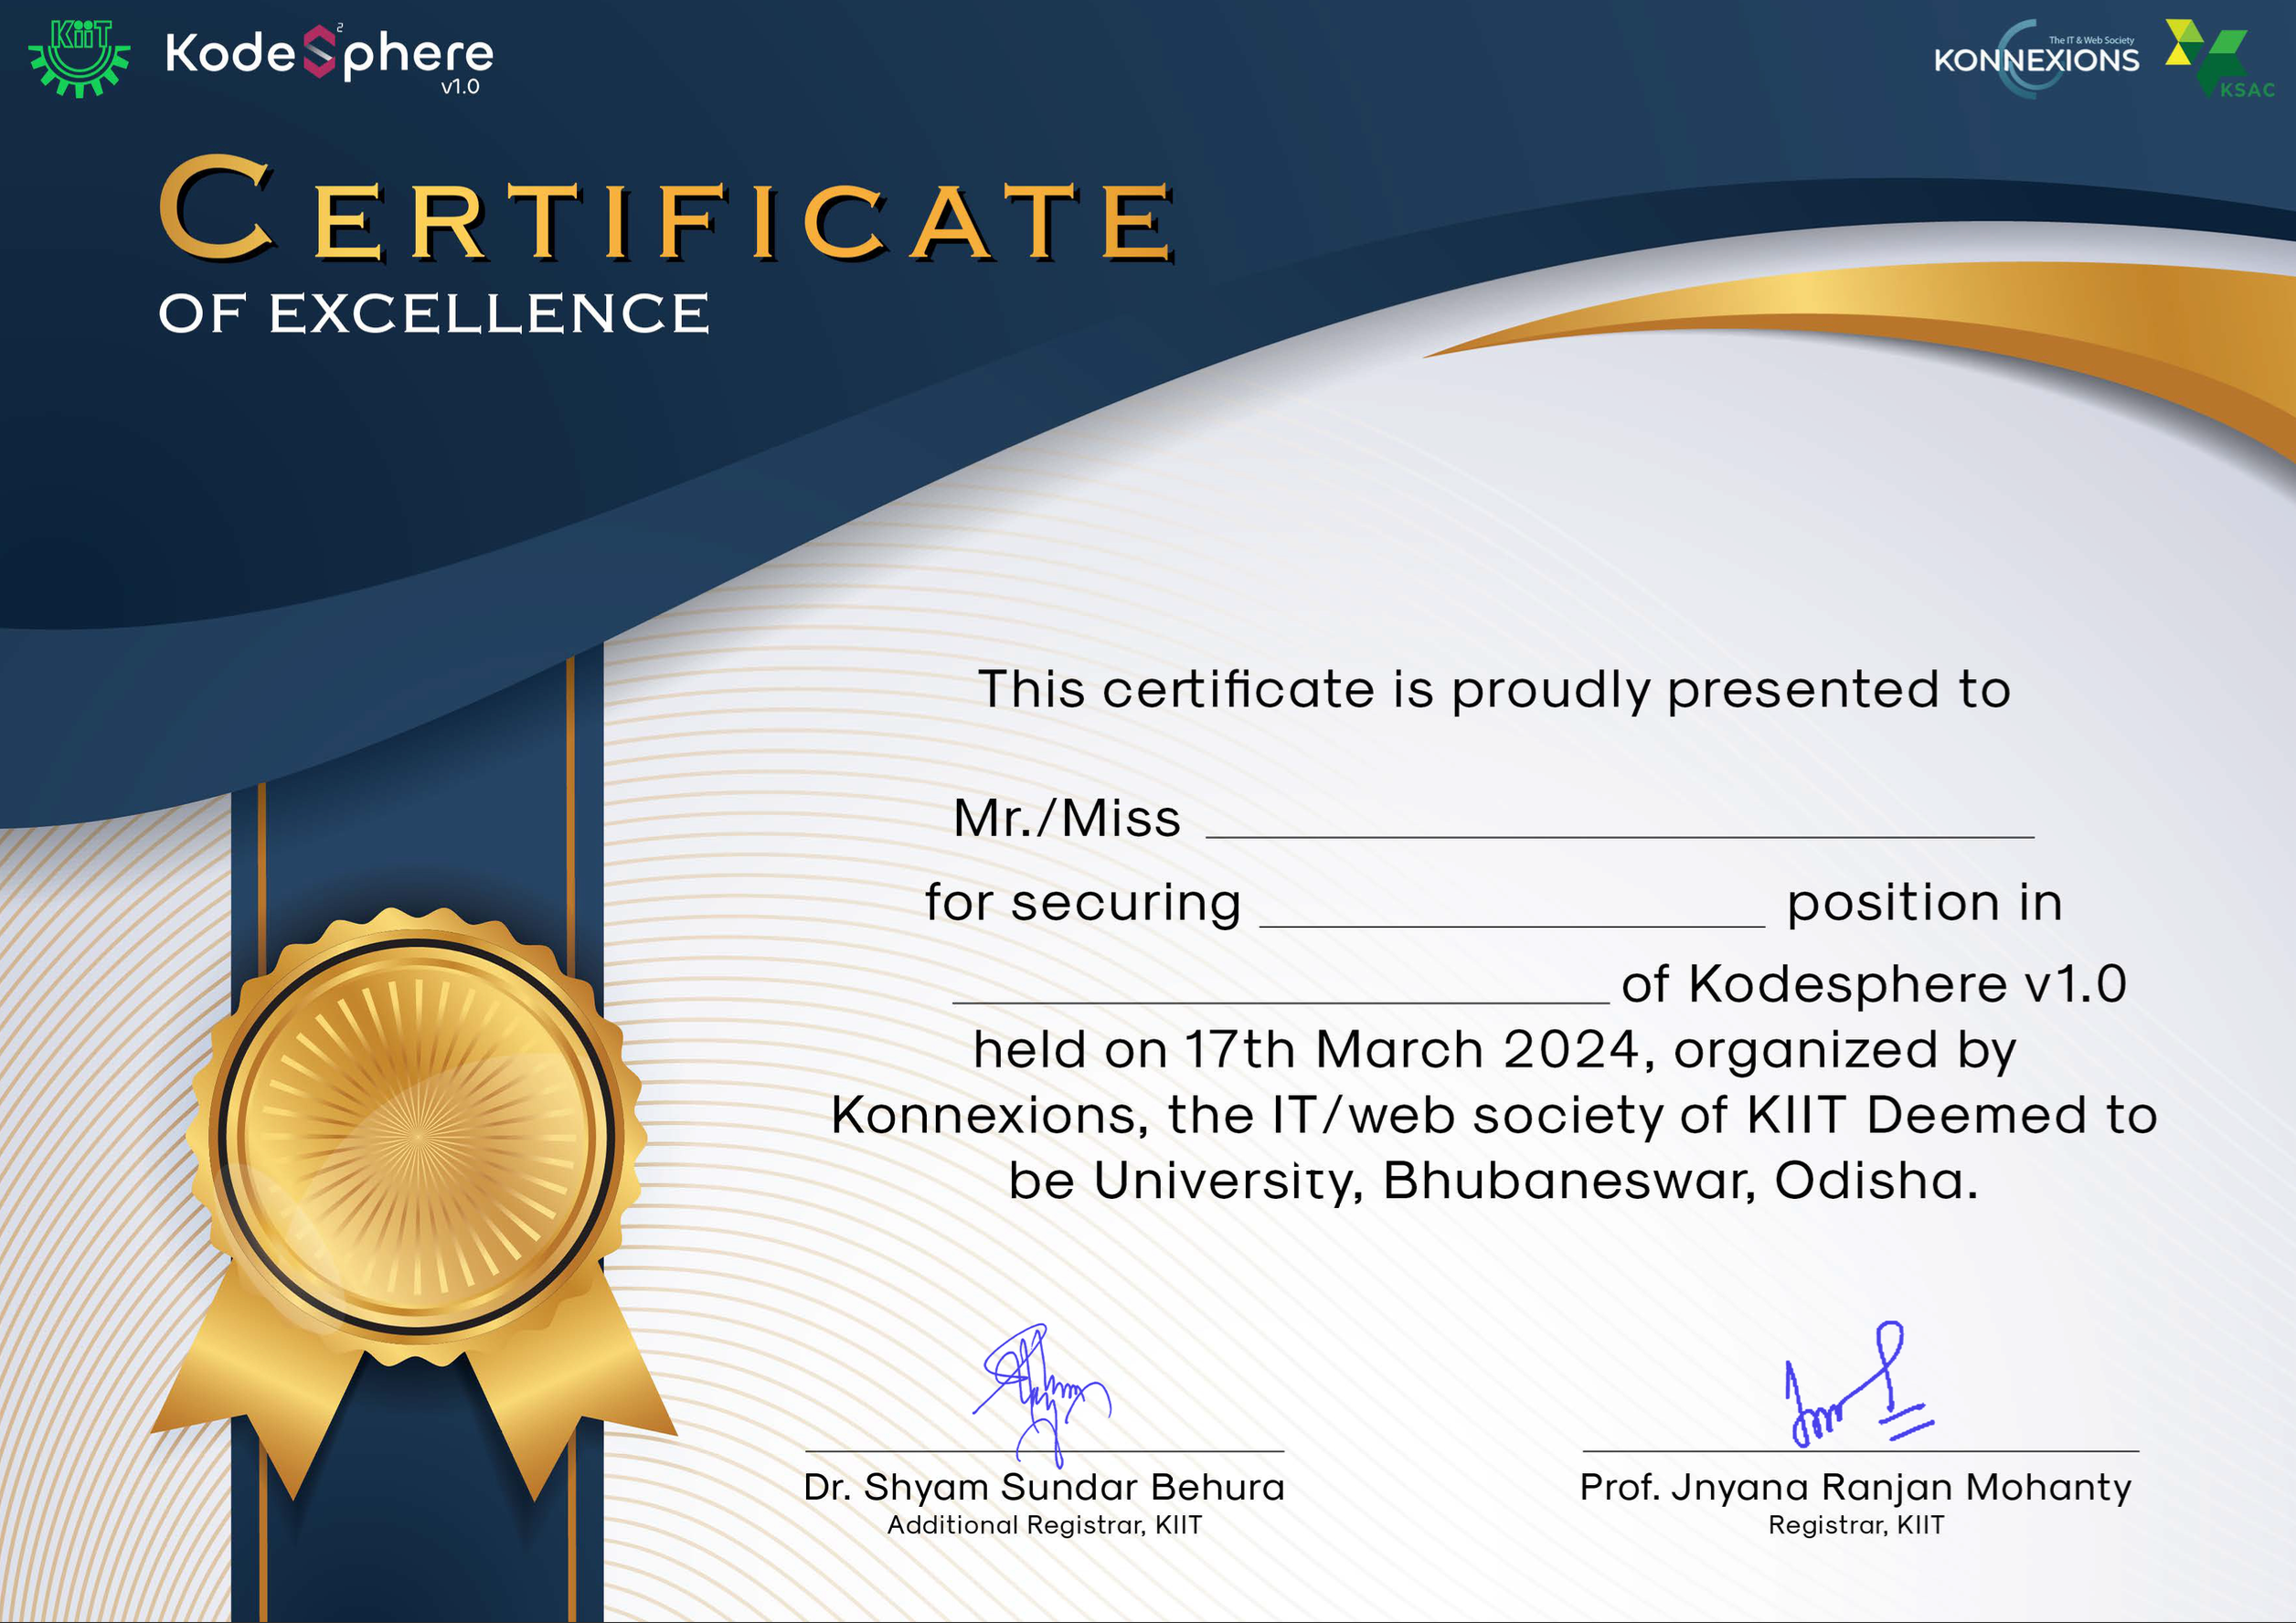 KiiT
KodeSphere
2
v1.0
The IT & Web Society
KONNEXIONS
KSAC
CERTIFICATE
OF EXCELLENCE
This certificate is proudly presented to
Mr./Miss
for securing position in
of Kodesphere v1.0
held on 17th March 2024, organized by
Konnexions, the IT/web society of KIIT Deemed to
be University, Bhubaneswar, Odisha.
Dr. Shyam Sundar Behura
Additional Registrar, KIIT
Prof. Jnyana Ranjan Mohanty
Registrar, KIIT